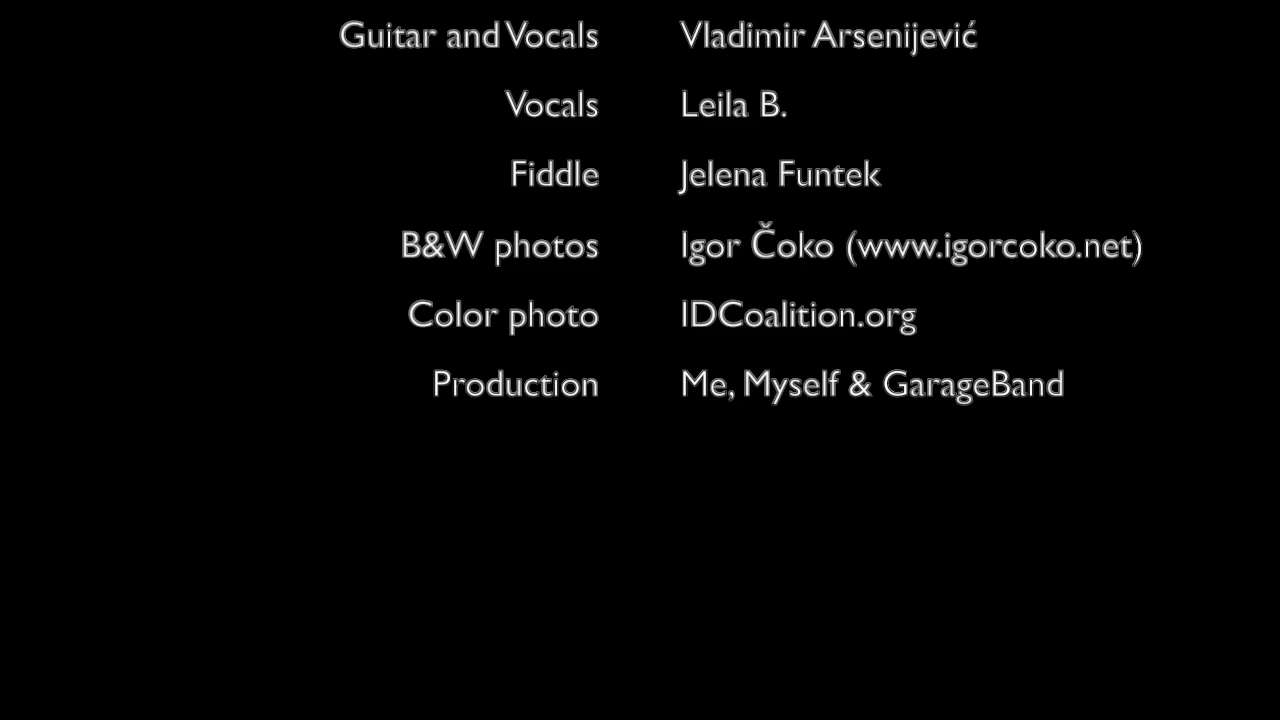 Guitar and Vocals Vladimir Arsenijević
Vocals Leila B.
Fiddle Jelena Funtek
B&W photos Igor Čoko (www.igorcoko.net)
Color photo IDCoalition.org
Production Me, Myself & GarageBand